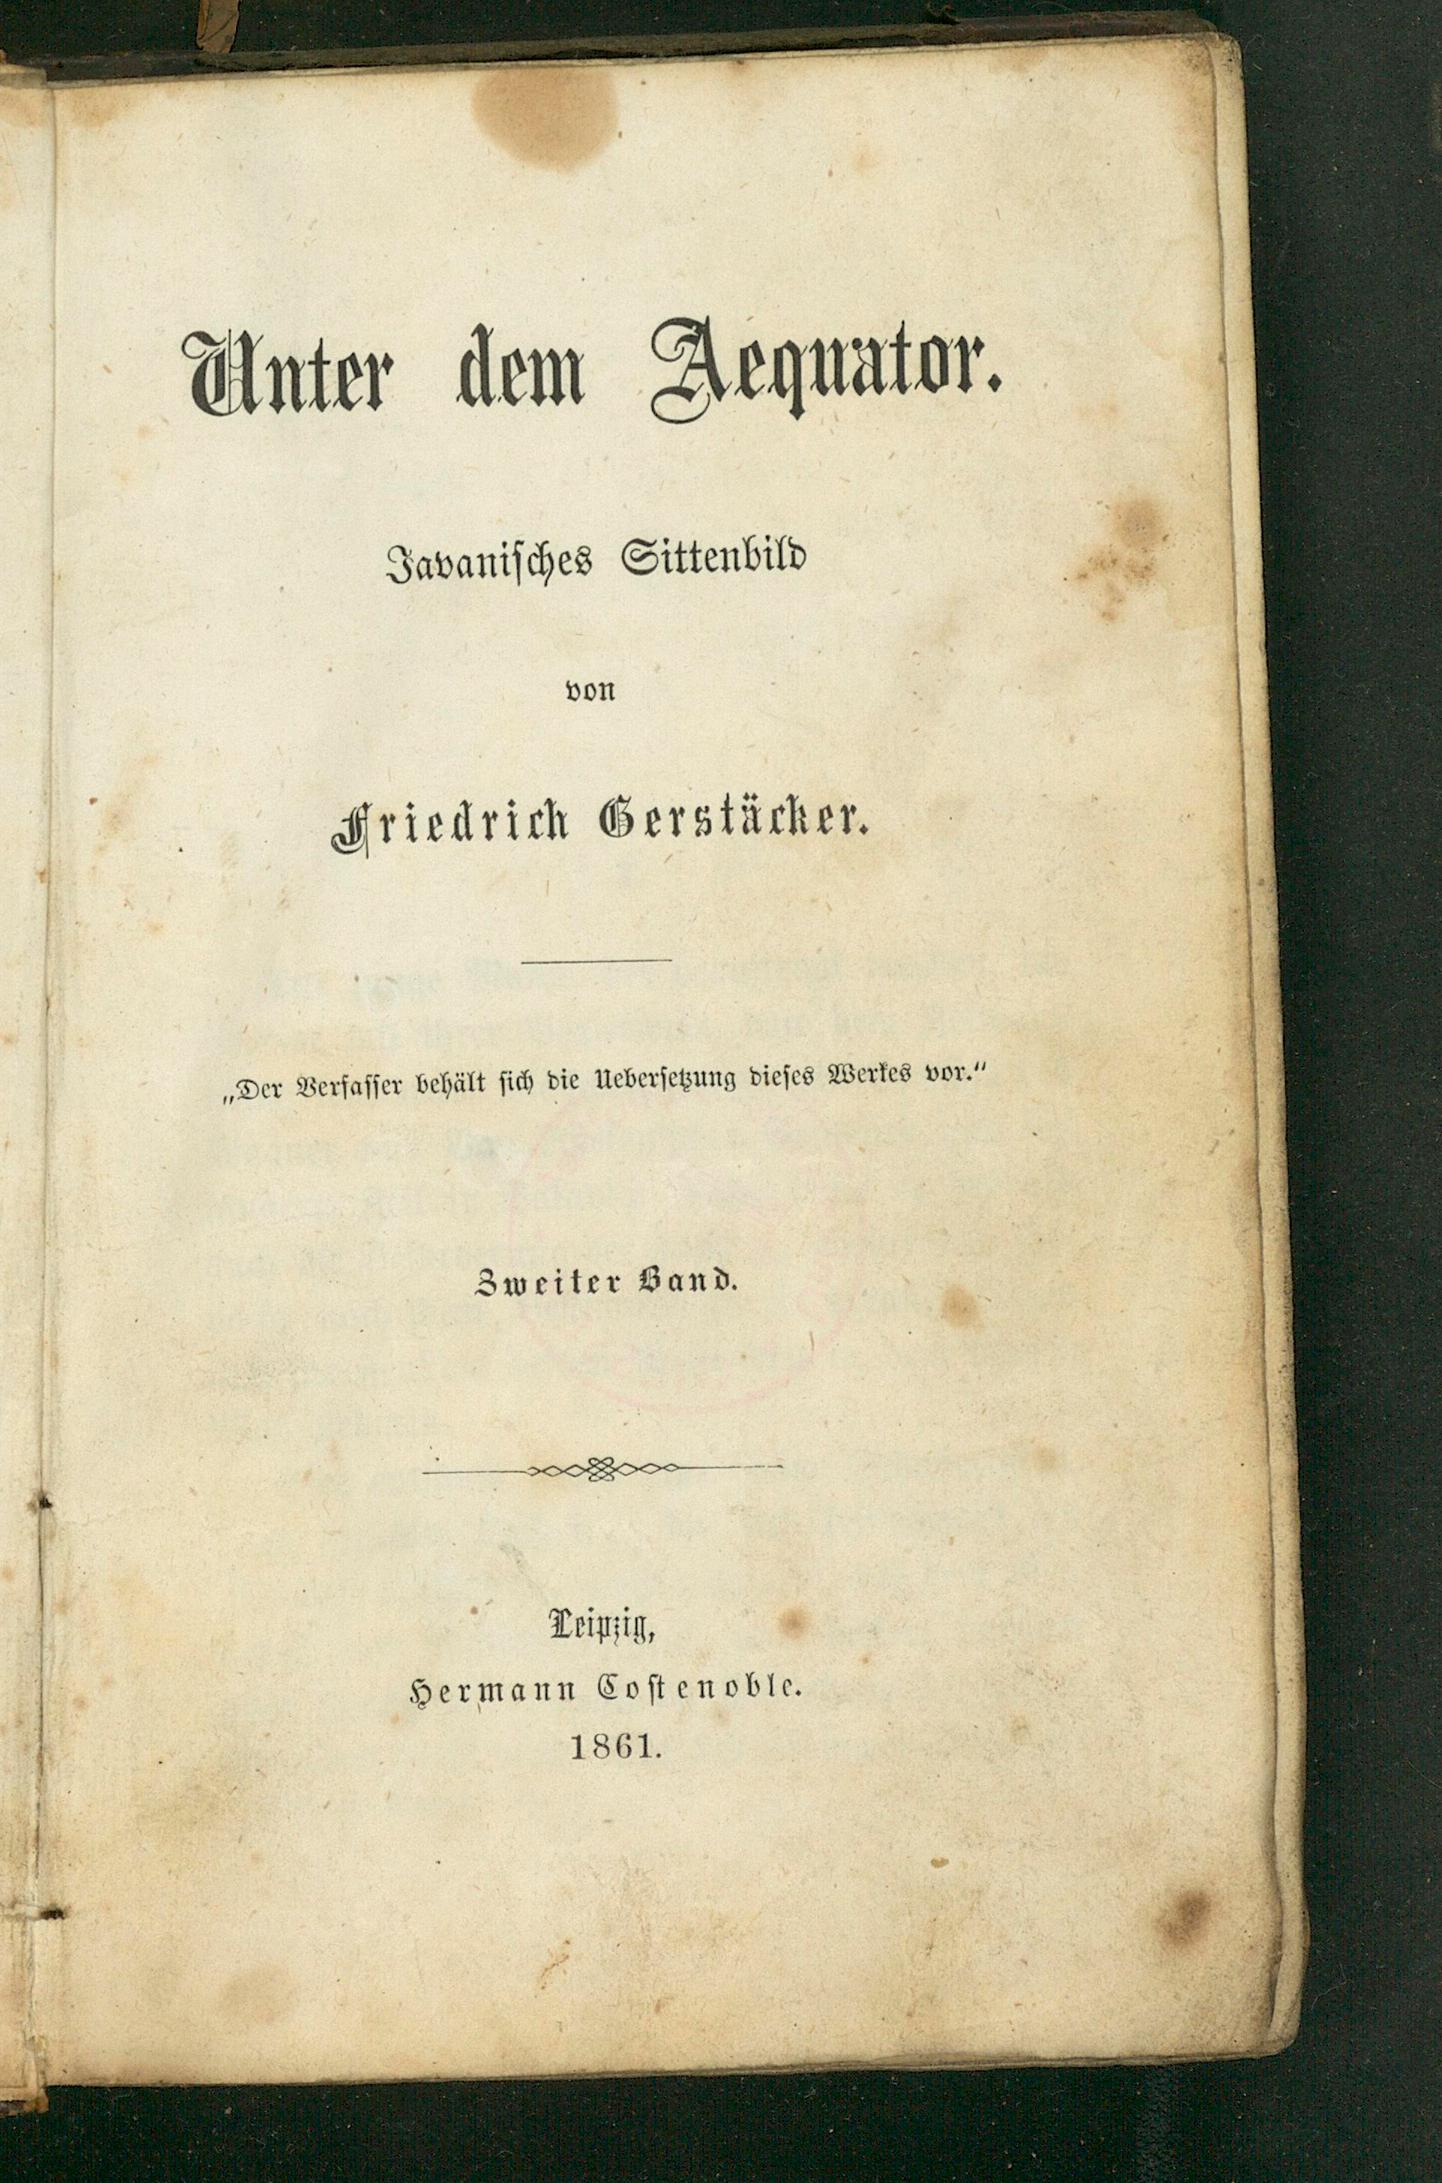 Unter dem Aequator.
Javanisches Sittenbild
von
Friedrich Gerstäcker.
„Der Verfasser behält sich die Uebersetzung dieses Werkes vor.“
Zweiter Band.
Leipzig,
Hermann Costenoble.
1861.